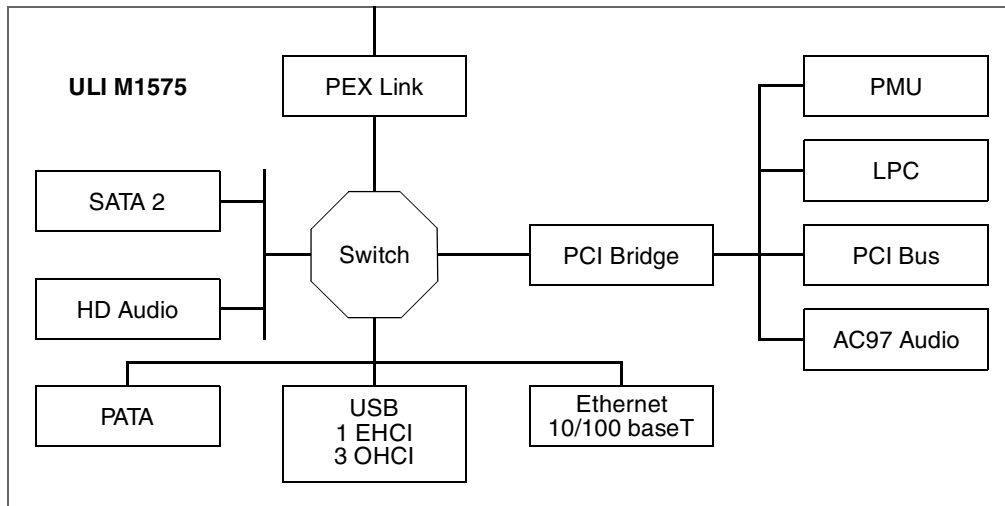 ULI M1575
PEX Link
PMU
SATA 2
LPC
Switch
PCI Bridge
PCI Bus
HD Audio
AC97 Audio
PATA
USB
1 EHCI
3 OHCI
Ethernet
10/100 baseT